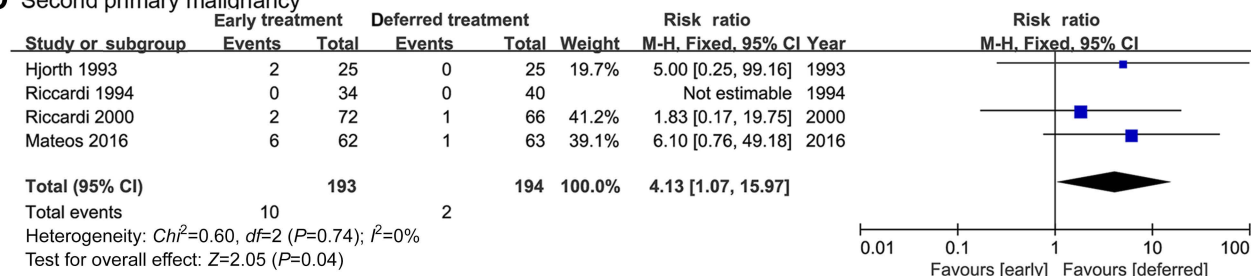 Second primary malignancy
Early treatment Deferred treatment Risk ratio Risk ratio
Study or subgroup Events Total Events Total Weight M-H, Fixed, 95% CI Year M-H, Fixed, 95% CI
Hjorth 1993 2 25 0 25 19.7% 5.00 [0.25, 99.16] 1993
Riccardi 1994 0 34 0 40 Not estimable 1994
Riccardi 2000 2 72 1 66 41.2% 1.83 [0.17, 19.75] 2000
Mateos 2016 6 62 1 63 39.1% 6.10 [0.76, 49.18] 2016
Total (95% CI) 193 194 100.0% 4.13 [1.07, 15.97]
Total events 10 2
Heterogeneity: Chi²=0.60, df=2 (P=0.74); I²=0%
Test for overall effect: Z=2.05 (P=0.04)
0.01 0.1 1 10 100
Favours [early] Favours [deferred]